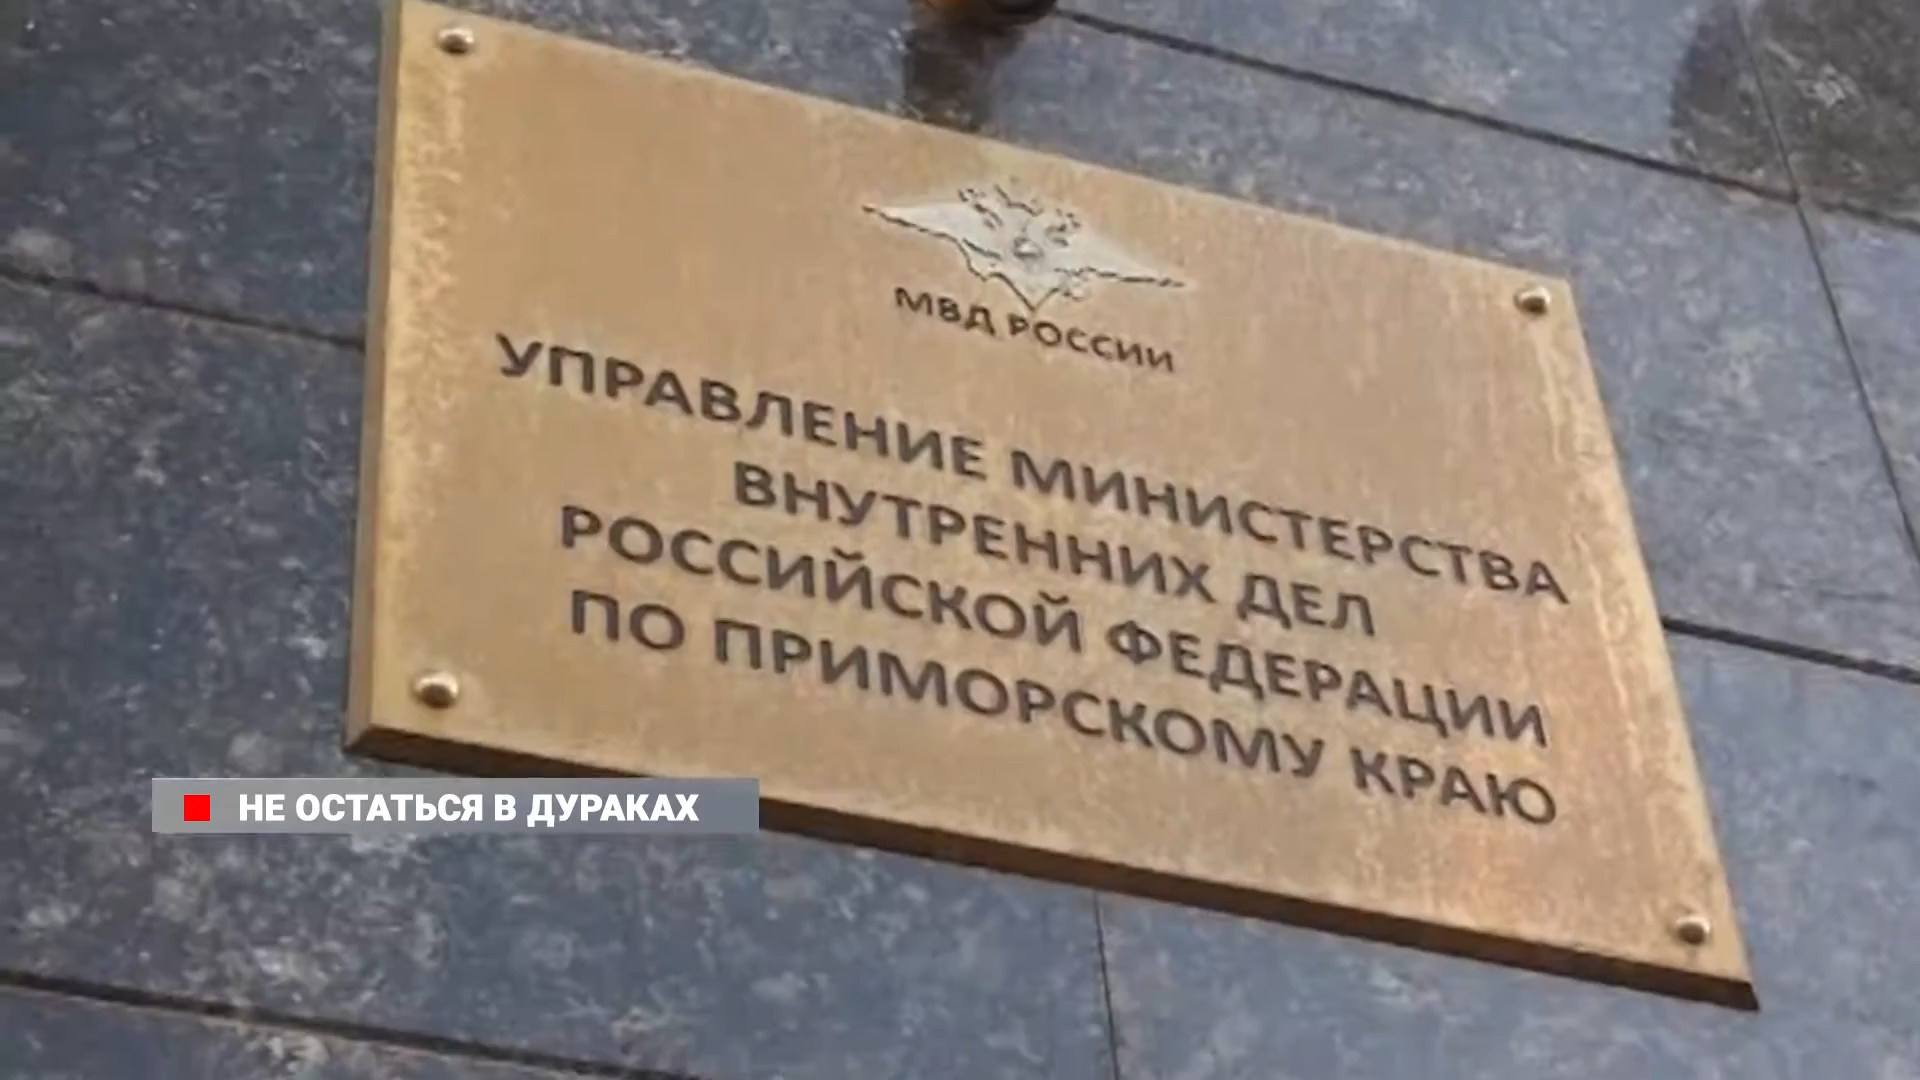 МВД РОССИИ
УПРАВЛЕНИЕ МИНИСТЕРСТВА
ВНУТРЕННИХ ДЕЛ
РОССИЙСКОЙ ФЕДЕРАЦИИ
ПО ПРИМОРСКОМУ КРАЮ
НЕ ОСТАТЬСЯ В ДУРАКАХ